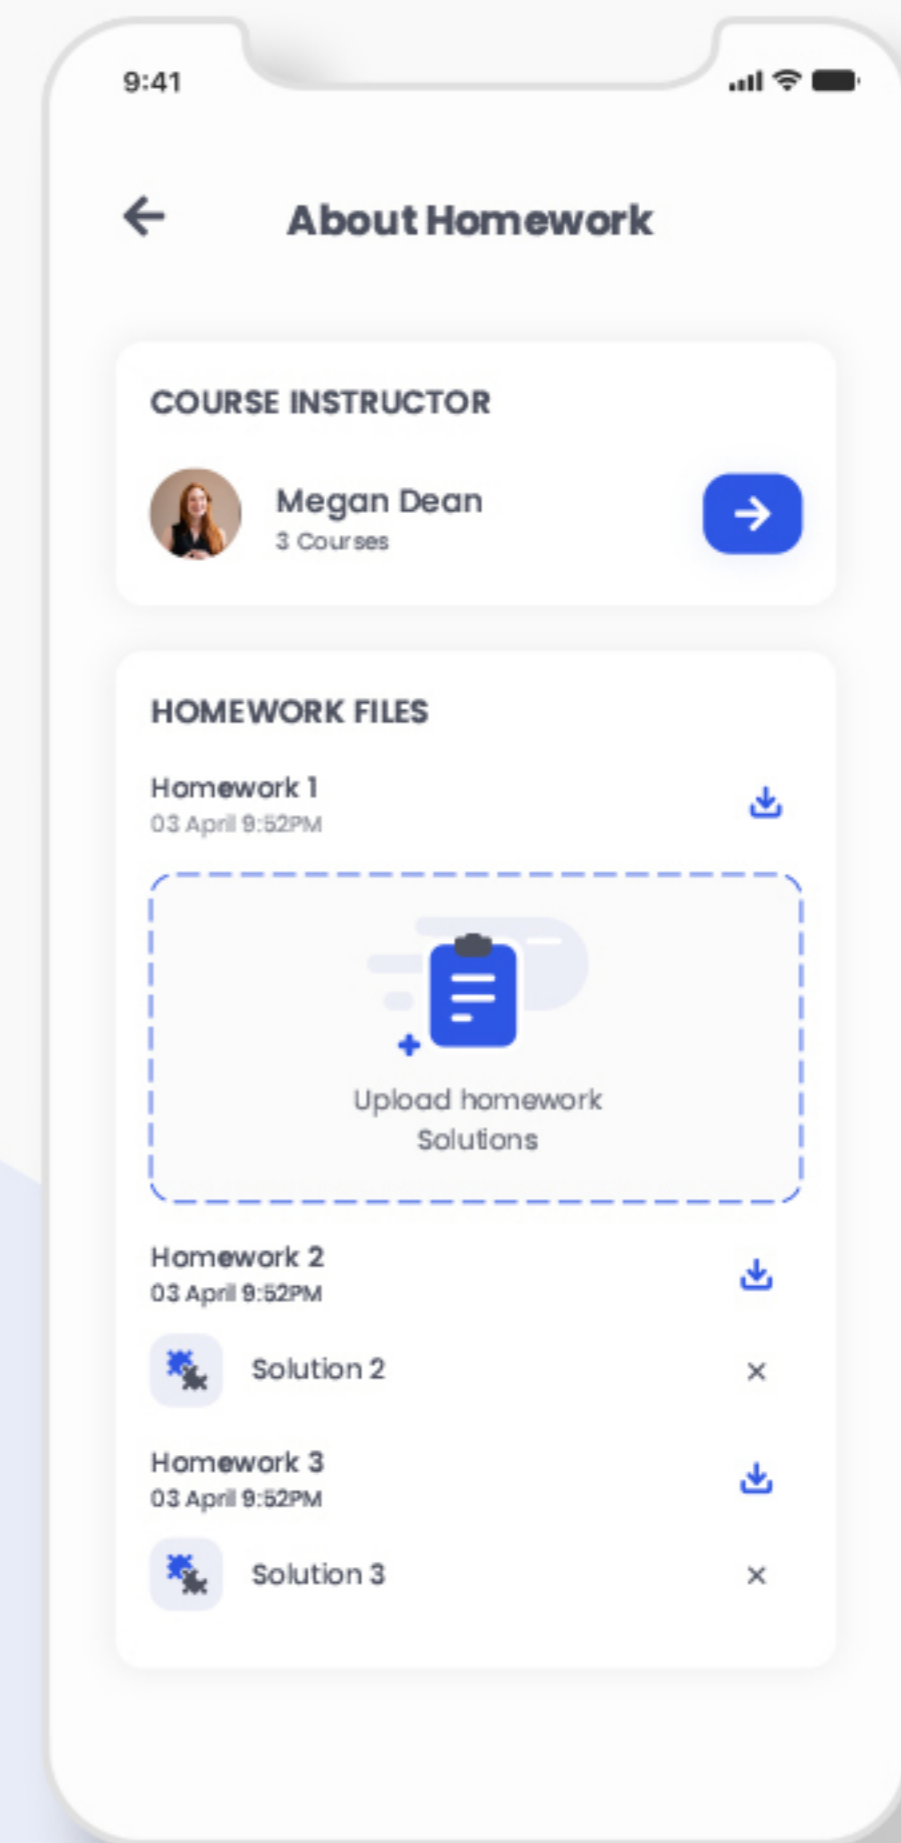 9:41
About Homework
COURSE INSTRUCTOR
Megan Dean
3 Courses
HOMEWORK FILES
Homework 1
03 April 9:52PM
Upload homework
Solutions
Homework 2
03 April 9:52PM
Solution 2
Homework 3
03 April 9:52PM
Solution 3